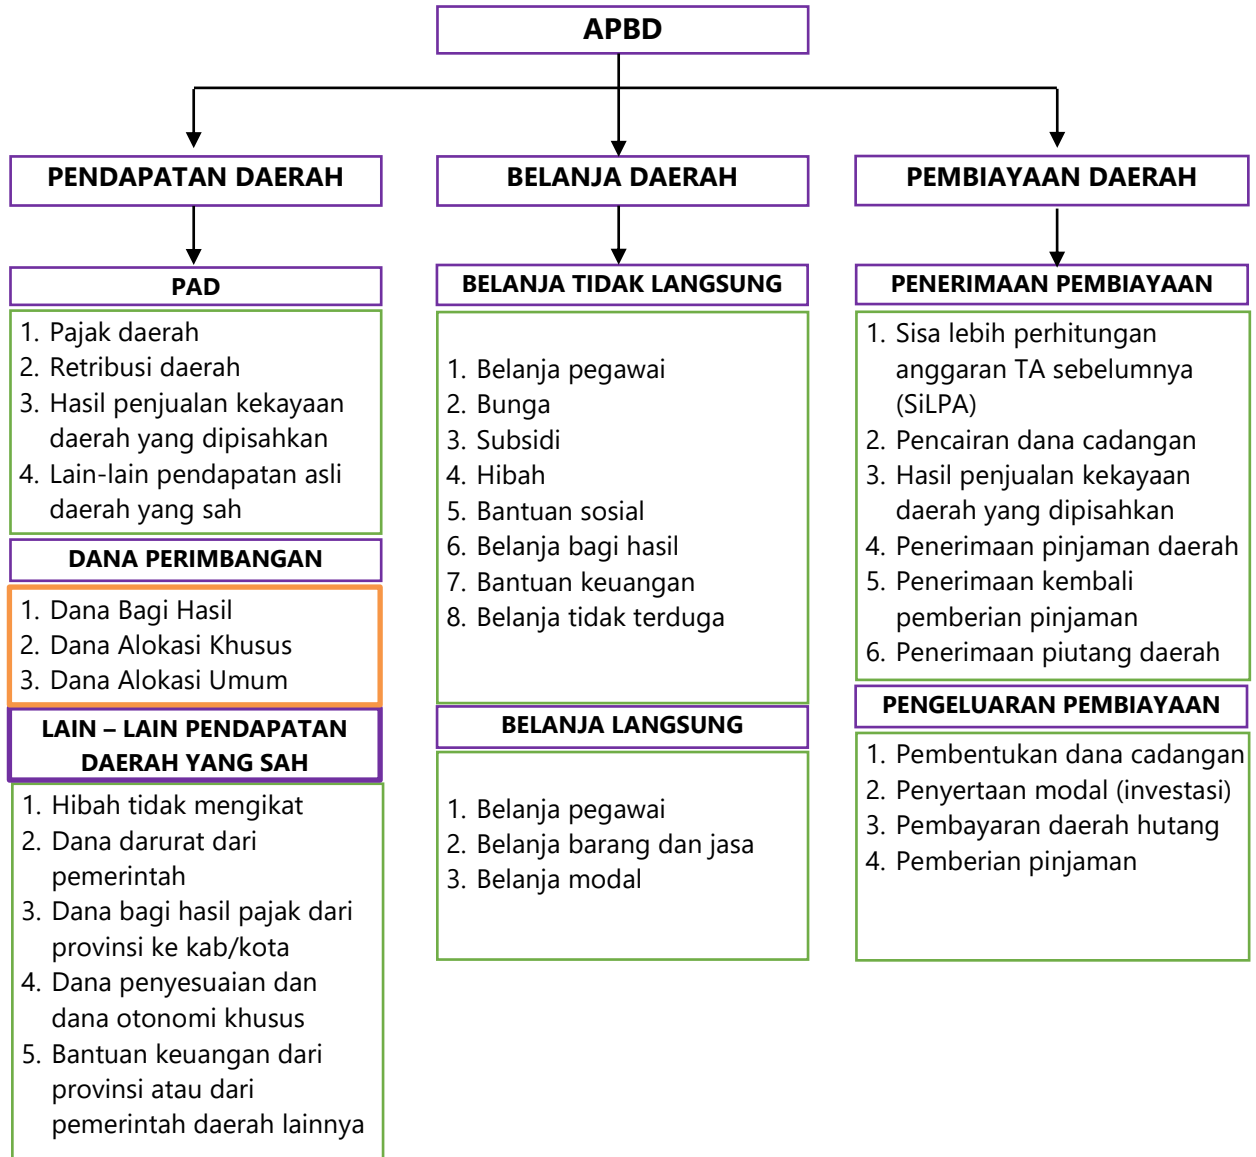 APBD
PENDAPATAN DAERAH
PAD
1. Pajak daerah
2. Retribusi daerah
3. Hasil penjualan kekayaan
daerah yang dipisahkan
4. Lain-lain pendapatan asli
daerah yang sah
DANA PERIMBANGAN
1. Dana Bagi Hasil
2. Dana Alokasi Khusus
3. Dana Alokasi Umum
LAIN – LAIN PENDAPATAN
DAERAH YANG SAH
1. Hibah tidak mengikat
2. Dana darurat dari
pemerintah
3. Dana bagi hasil pajak dari
provinsi ke kab/kota
4. Dana penyesuaian dan
dana otonomi khusus
5. Bantuan keuangan dari
provinsi atau dari
pemerintah daerah lainnya
BELANJA DAERAH
BELANJA TIDAK LANGSUNG
1. Belanja pegawai
2. Bunga
3. Subsidi
4. Hibah
5. Bantuan sosial
6. Belanja bagi hasil
7. Bantuan keuangan
8. Belanja tidak terduga
BELANJA LANGSUNG
1. Belanja pegawai
2. Belanja barang dan jasa
3. Belanja modal
PEMBIAYAAN DAERAH
PENERIMAAN PEMBIAYAAN
1. Sisa lebih perhitungan
anggaran TA sebelumnya
(SiLPA)
2. Pencairan dana cadangan
3. Hasil penjualan kekayaan
daerah yang dipisahkan
4. Penerimaan pinjaman daerah
5. Penerimaan kembali
pemberian pinjaman
6. Penerimaan piutang daerah
PENGELUARAN PEMBIAYAAN
1. Pembentukan dana cadangan
2. Penyertaan modal (investasi)
3. Pembayaran daerah hutang
4. Pemberian pinjaman